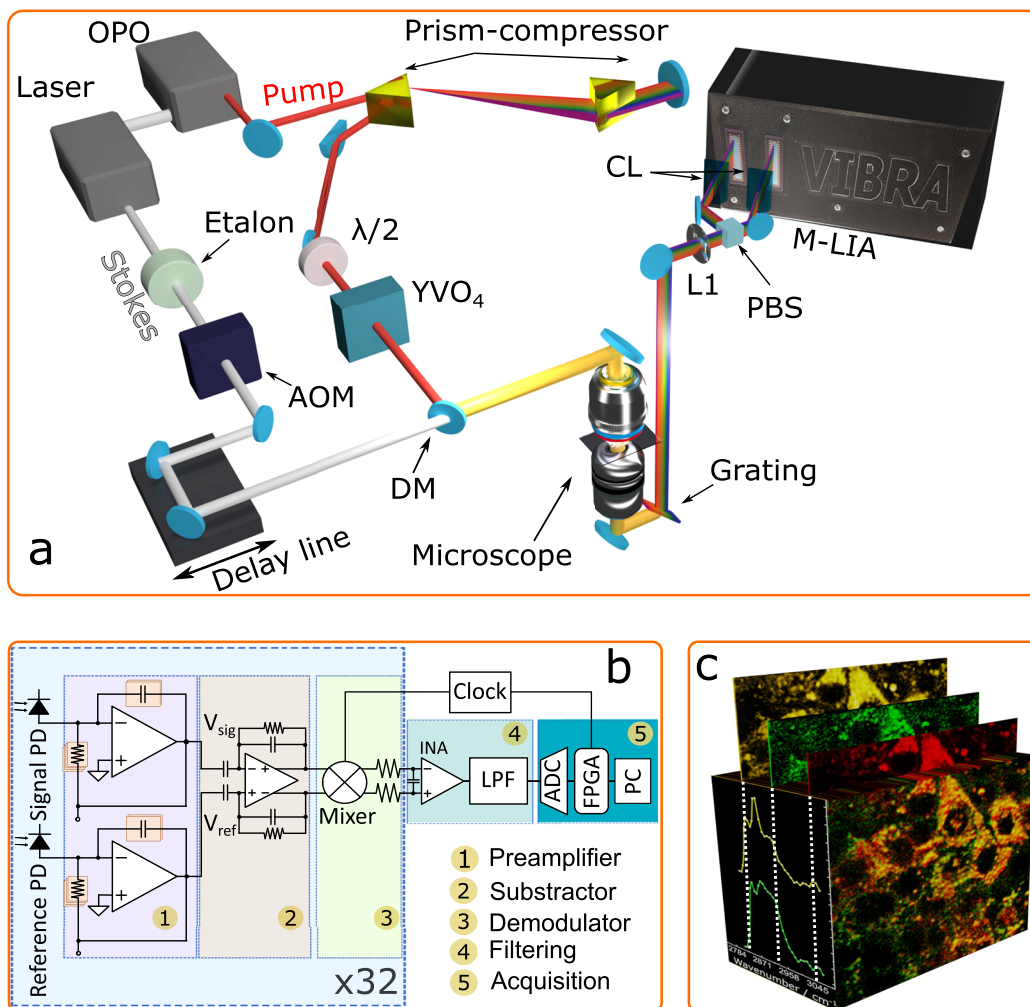 OPO
Prism-compressor
Laser
Pump
CL
VIBRA
Etalon
λ/2
M-LIA
Stokes
L1
YVO4
PBS
AOM
DM
Grating
a
Microscope
Delay line
b
c
Clock
Signal PD
Vsig
INA
4
5
LPF
ADC
FPGA
PC
Mixer
Vref
Reference PD
1 Preamplifier
2 Substractor
3 Demodulator
4 Filtering
5 Acquisition
1
2
3
x32
2784
2871
2958
3045
Wavenumber / cm-1